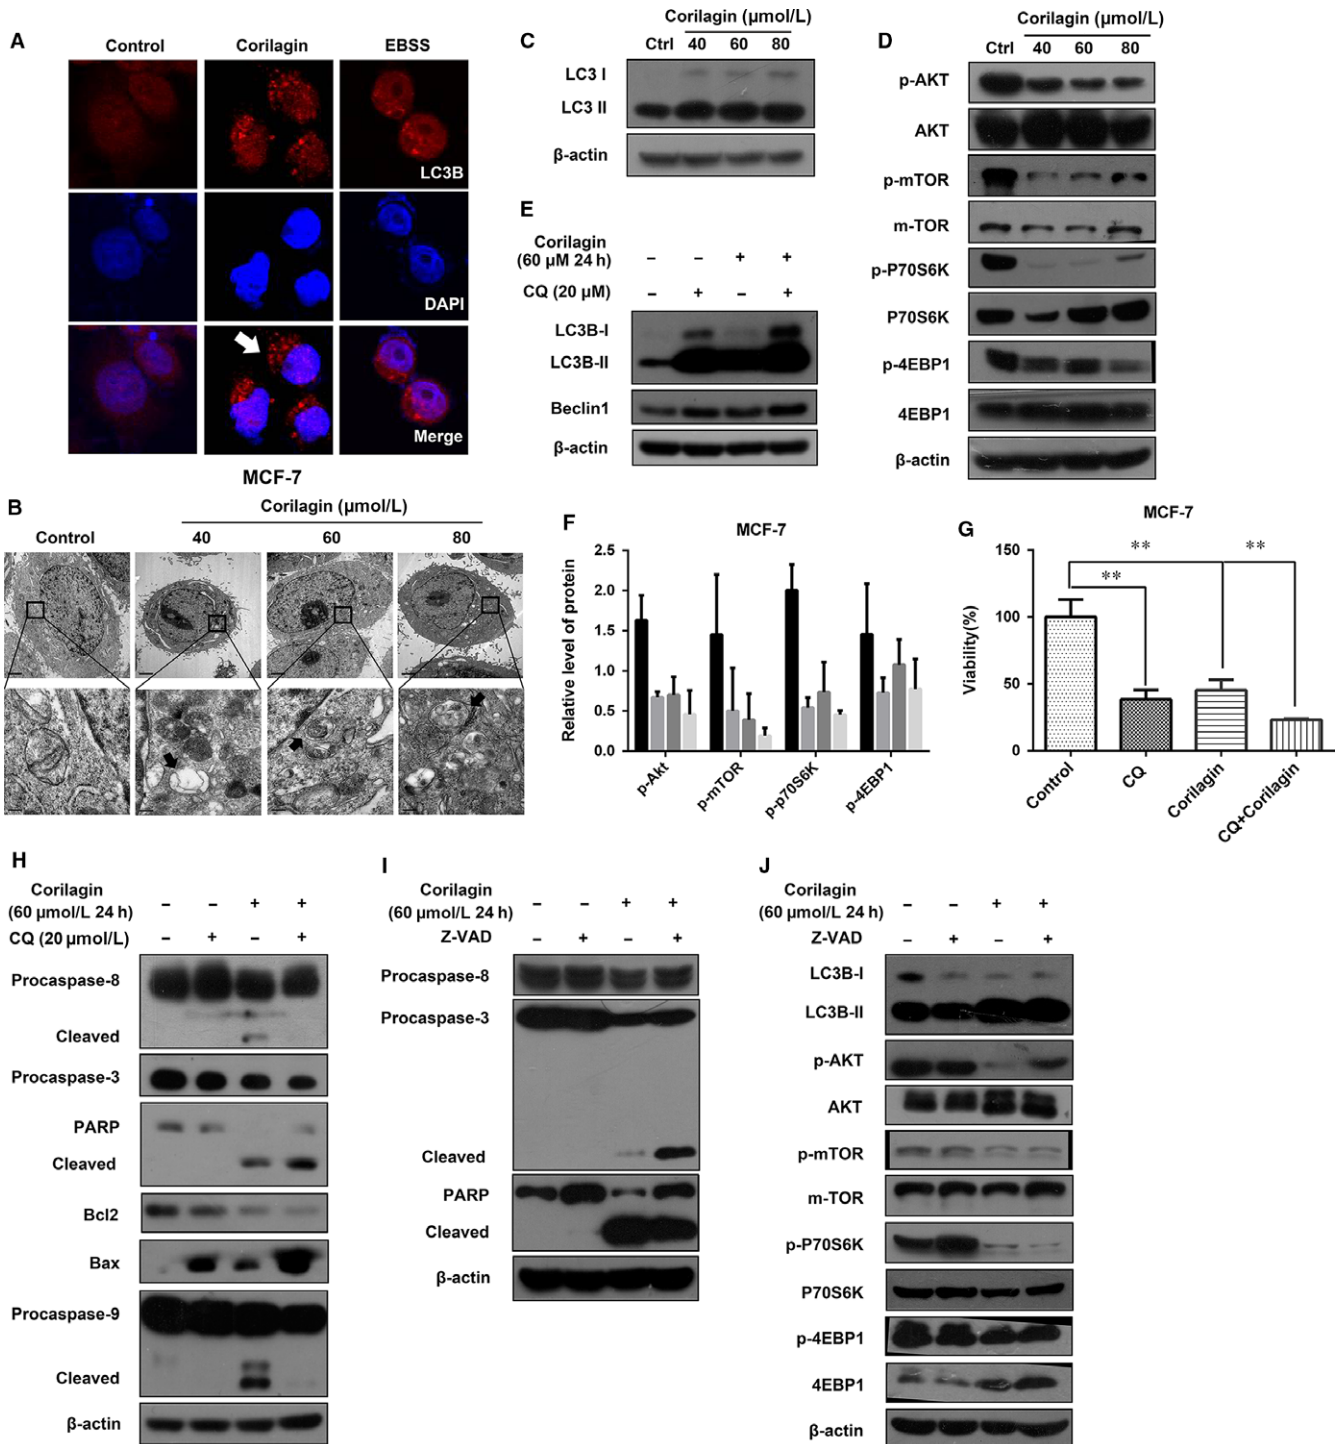 A
Control Corilagin EBSS
LC3B
DAPI
Merge
MCF-7
B
Corilagin (µmol/L)
Control 40 60 80
C
Corilagin (µmol/L)
Ctrl 40 60 80
LC3 I
LC3 II
β-actin
D
Corilagin (µmol/L)
Ctrl 40 60 80
p-AKT
AKT
p-mTOR
m-TOR
p-P70S6K
P70S6K
p-4EBP1
4EBP1
β-actin
E
Corilagin
(60 µM 24 h) – – + +
CQ (20 µM) – + – +
LC3B-I
LC3B-II
Beclin1
β-actin
F
MCF-7
Relative level of protein
2.5
2.0
1.5
1.0
0.5
0.0
p-Akt
p-mTOR
p-p70S6K
p-4EBP1
G
MCF-7
Viability(%)
150
100
50
0
**
**
**
Control
CQ
Corilagin
CQ+Corilagin
H
Corilagin
(60 µmol/L 24 h) – – + +
CQ (20 µmol/L) – + – +
Procaspase-8
Cleaved
Procaspase-3
PARP
Cleaved
Bcl2
Bax
Procaspase-9
Cleaved
β-actin
I
Corilagin
(60 µmol/L 24 h) – – + +
Z-VAD – + – +
Procaspase-8
Procaspase-3
Cleaved
PARP
Cleaved
β-actin
J
Corilagin
(60 µmol/L 24 h) – – + +
Z-VAD – + – +
LC3B-I
LC3B-II
p-AKT
AKT
p-mTOR
m-TOR
p-P70S6K
P70S6K
p-4EBP1
4EBP1
β-actin